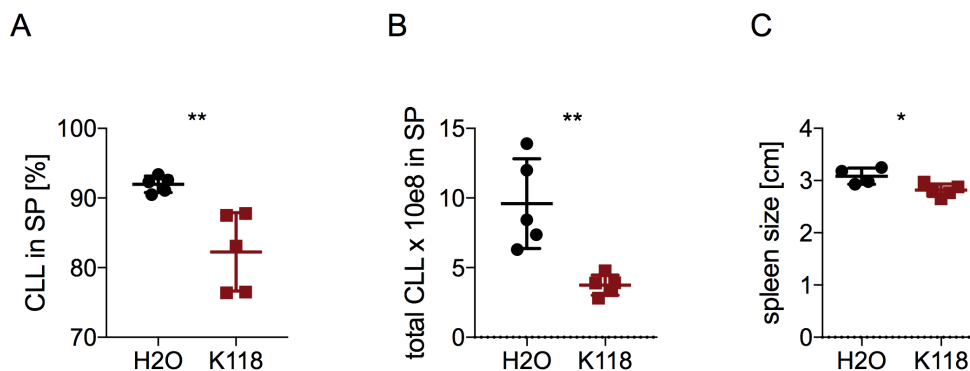 A
CLL in SP [%]
100
90
80
70
**
H2O
K118
B
total CLL x 10e8 in SP
15
10
5
0
**
H2O
K118
C
spleen size [cm]
4
3
2
1
0
*
H2O
K118